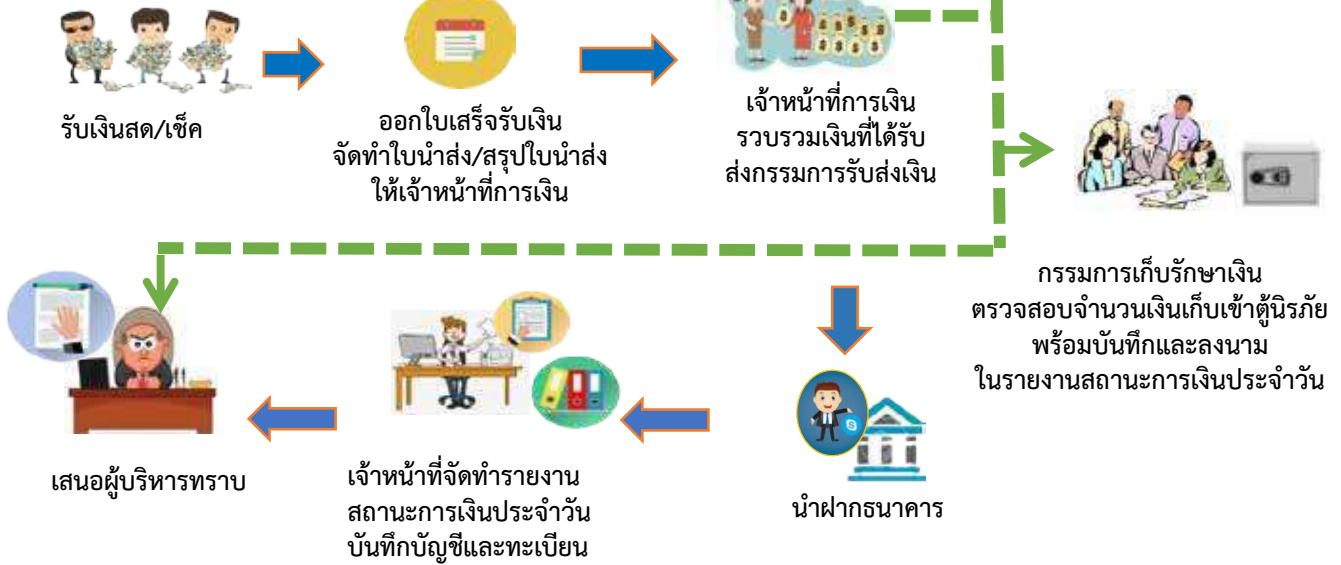 รับเงินสด/เช็ค
ออกใบเสร็จรับเงิน
จัดทำใบนำส่ง/สรุปใบนำส่ง
ให้เจ้าหน้าที่การเงิน
เจ้าหน้าที่การเงิน
รวบรวมเงินที่ได้รับ
ส่งกรรมการรับส่งเงิน
กรรมการเก็บรักษาเงิน
ตรวจสอบจำนวนเงินเก็บเข้าตู้นิรภัย
พร้อมบันทึกและลงนาม
ในรายงานสถานะการเงินประจำวัน
นำฝากธนาคาร
เจ้าหน้าที่จัดทำรายงาน
สถานะการเงินประจำวัน
บันทึกบัญชีและทะเบียน
เสนอผู้บริหารทราบ